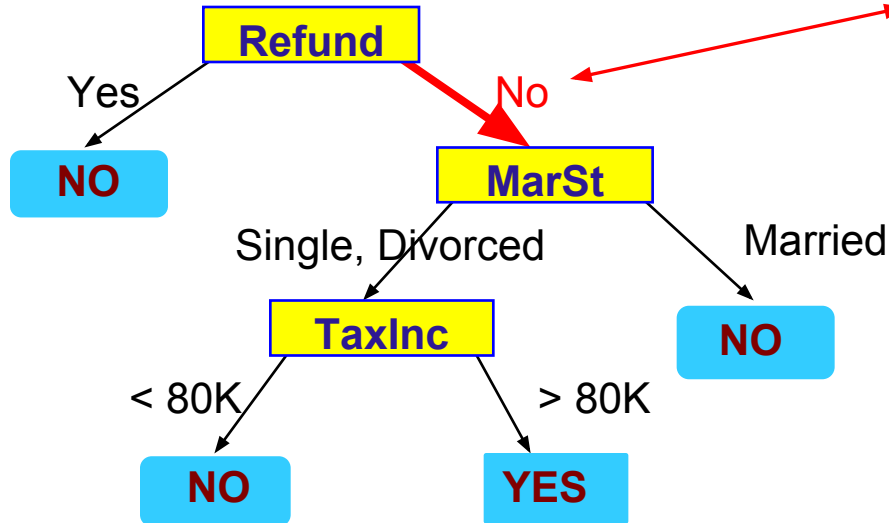 Refund
Yes
No
NO
MarSt
Single, Divorced
Married
TaxInc
NO
< 80K
> 80K
NO
YES